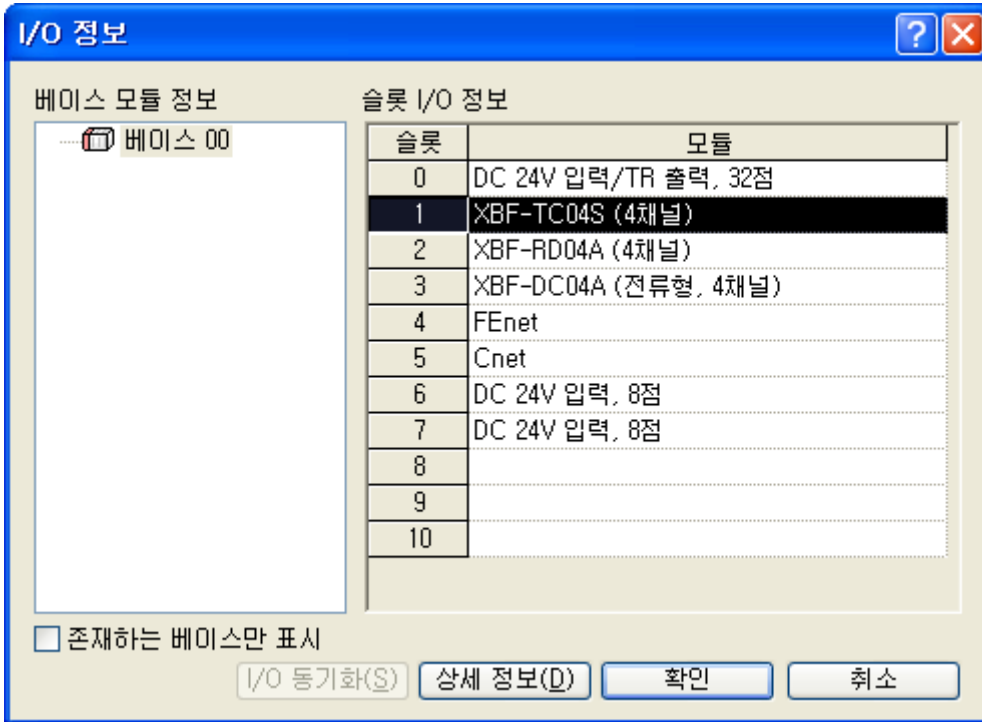 I/O 정보
베이스 모듈 정보
베이스 00
슬롯 I/O 정보
슬롯 모듈
0 DC 24V 입력/TR 출력, 32점
1 XBF-TC04S (4채널)
2 XBF-RD04A (4채널)
3 XBF-DC04A (전류형, 4채널)
4 FEnet
5 Cnet
6 DC 24V 입력, 8점
7 DC 24V 입력, 8점
8
9
10
존재하는 베이스만 표시
I/O 동기화(S) 상세 정보(D) 확인 취소